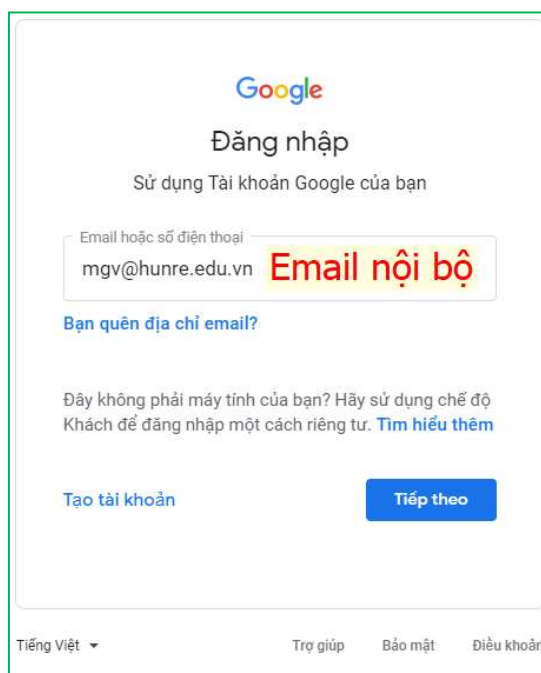 Google
Đăng nhập
Sử dụng Tài khoản Google của bạn
Email hoặc số điện thoại
mgv@hunre.edu.vn Email nội bộ
Bạn quên địa chỉ email?
Đây không phải máy tính của bạn? Hãy sử dụng chế độ
Khách để đăng nhập một cách riêng tư. Tìm hiểu thêm
Tạo tài khoản Tiếp theo
Tiếng Việt Trợ giúp Bảo mật Điều khoản